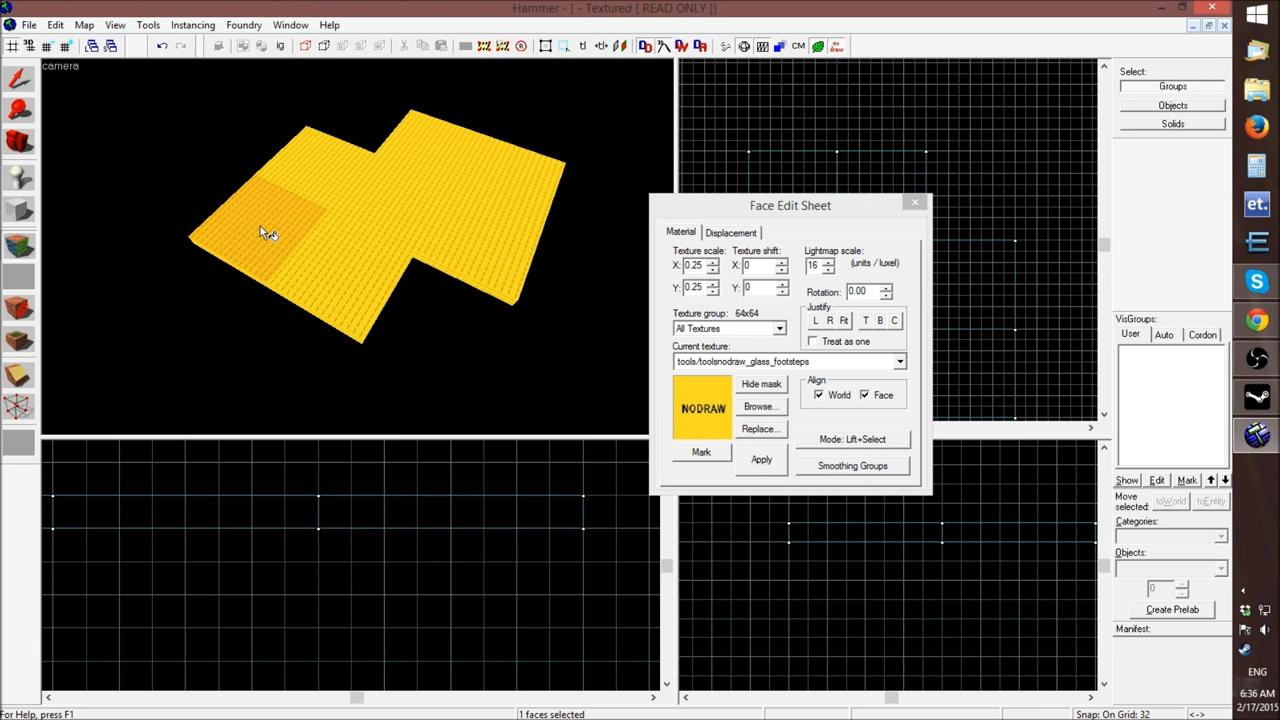 Hammer - [ - Textured [ READ ONLY ]]
File Edit Map View Tools Instancing Foundry Window Help
camera
Select:
Groups
Objects
Solids
VisGroups:
User Auto Cordon
Show Edit Mark
Move selected: toWorld toEntity
Categories:
Objects:
0
Create Prefab
Manifest:
Face Edit Sheet
Material Displacement
Texture scale: Texture shift: Lightmap scale:
X: 0.25 X: 0 16 (units / luxel)
Y: 0.25 Y: 0 Rotation: 0.00
Texture group: 64x64 Justify
All Textures L R Fit T B C
Current texture: Treat as one
tools/toolsnodraw_glass_footsteps
NODRAW
Hide mask Align
Browse... World Face
Replace...
Mode: Lift+Select
Mark Apply Smoothing Groups
et.
ENG
6:36 AM
2/17/2015
For Help, press F1 1 faces selected Snap: On Grid: 32 <->